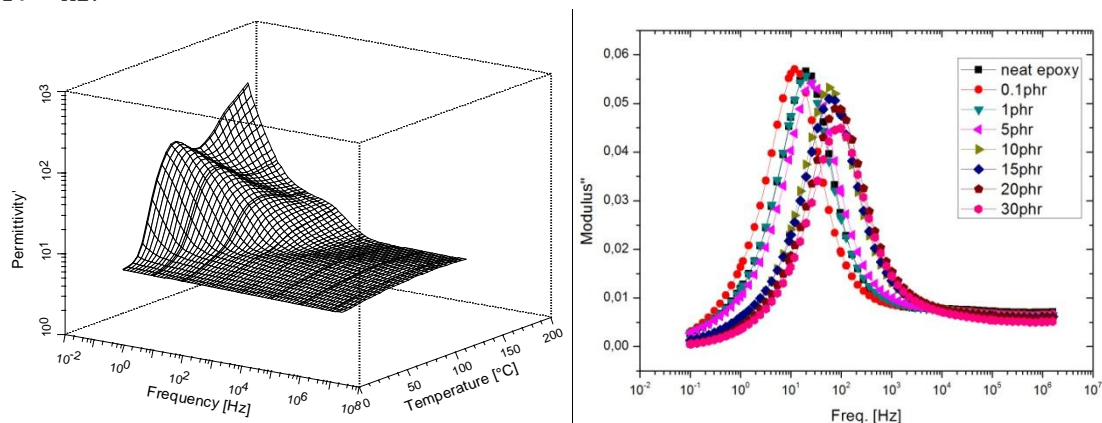 10³
10²
10¹
10⁰
Permittivity'
10⁻²
10⁰
10²
10⁴
10⁶
10⁸
Frequency [Hz]
0
50
100
150
200
Temperature [°C]
0,06
0,05
0,04
0,03
0,02
0,01
0,00
Modulus''
neat epoxy
0.1phr
1phr
5phr
10phr
15phr
20phr
30phr
10⁻²
10⁻¹
10⁰
10¹
10²
10³
10⁴
10⁵
10⁶
10⁷
Freq. [Hz]